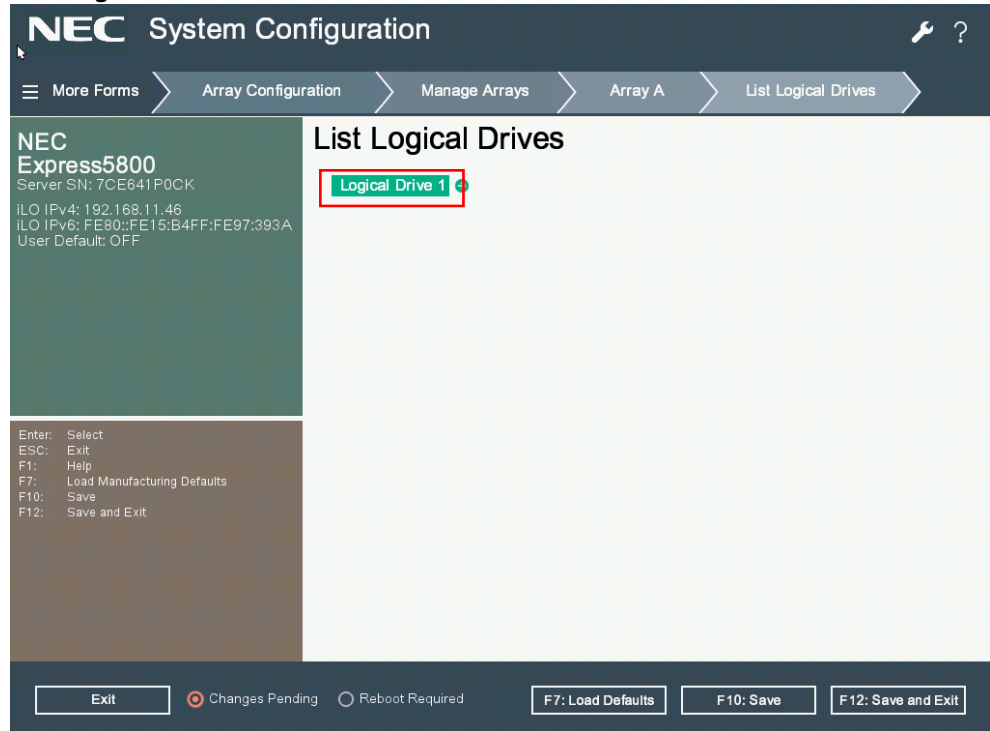 NEC System Configuration ?
More Forms Array Configuration Manage Arrays Array A List Logical Drives
NEC
Express5800
Server SN: 7CE641P0CK
iLO IPv4: 192.168.11.46
iLO IPv6: FE80::FE15:B4FF:FE97:393A
User Default: OFF
List Logical Drives
Logical Drive 1
Enter: Select
ESC: Exit
F1: Help
F7: Load Manufacturing Defaults
F10: Save
F12: Save and Exit
Exit Changes Pending Reboot Required F7: Load Defaults F10: Save F12: Save and Exit